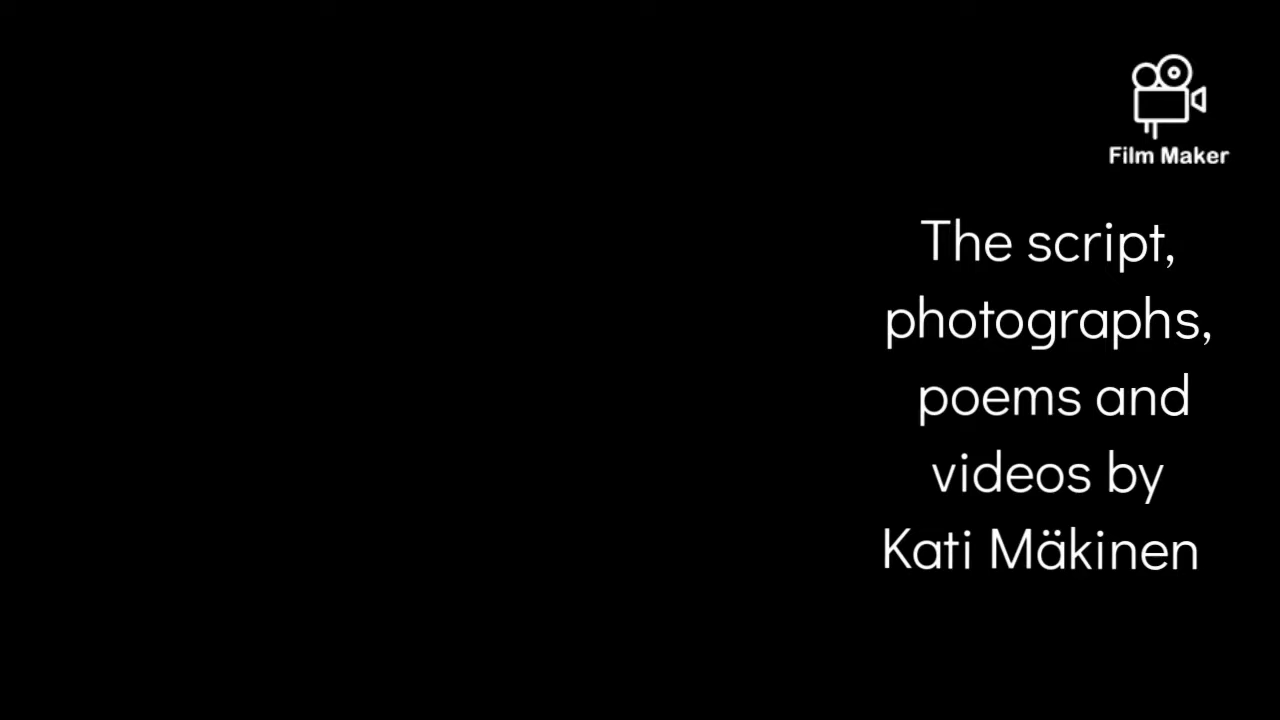 Film Maker
The script,
photographs,
poems and
videos by
Kati Mäkinen